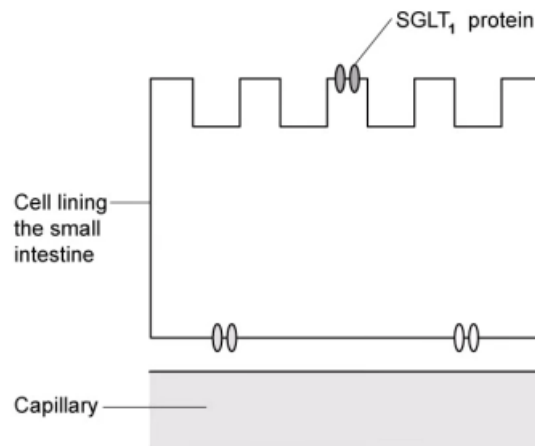 SGLT₁ protein
Cell lining
the small
intestine
Capillary